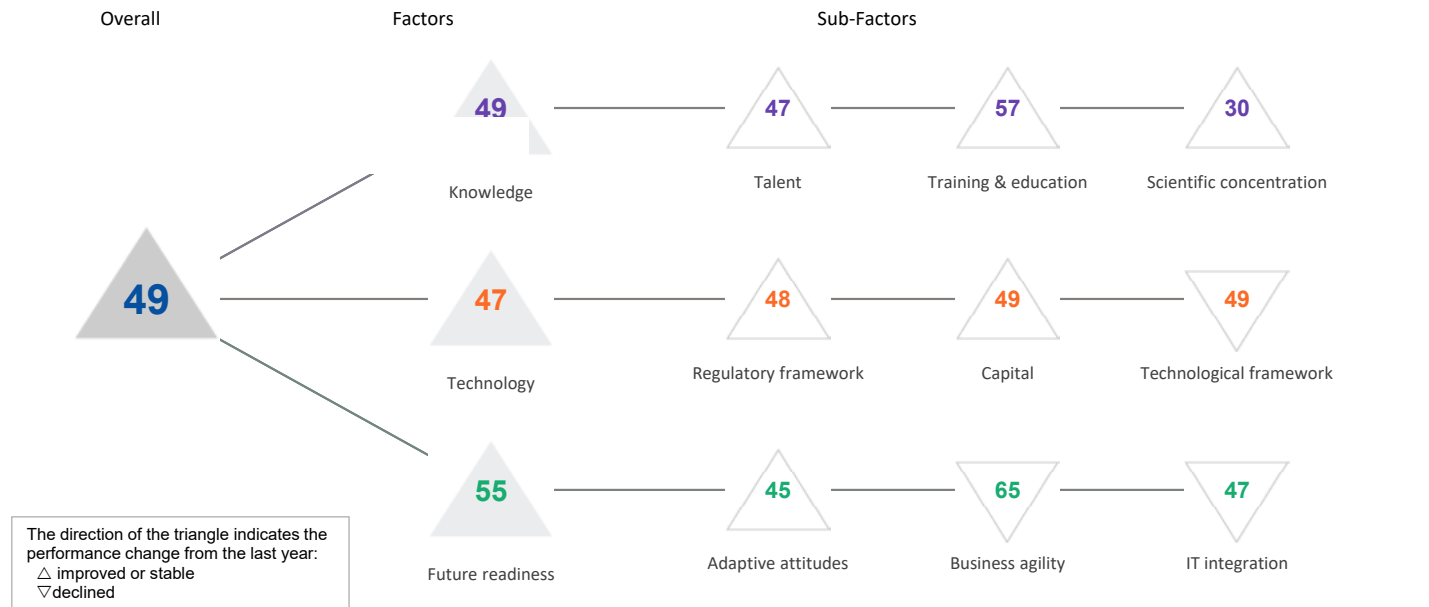 Overall
Factors
Sub-Factors
49
47
57
30
Knowledge
Talent
Training & education
Scientific concentration
49
47
48
49
49
Technology
Regulatory framework
Capital
Technological framework
55
45
65
47
Future readiness
Adaptive attitudes
Business agility
IT integration
The direction of the triangle indicates the
performance change from the last year:
△ improved or stable
▽declined